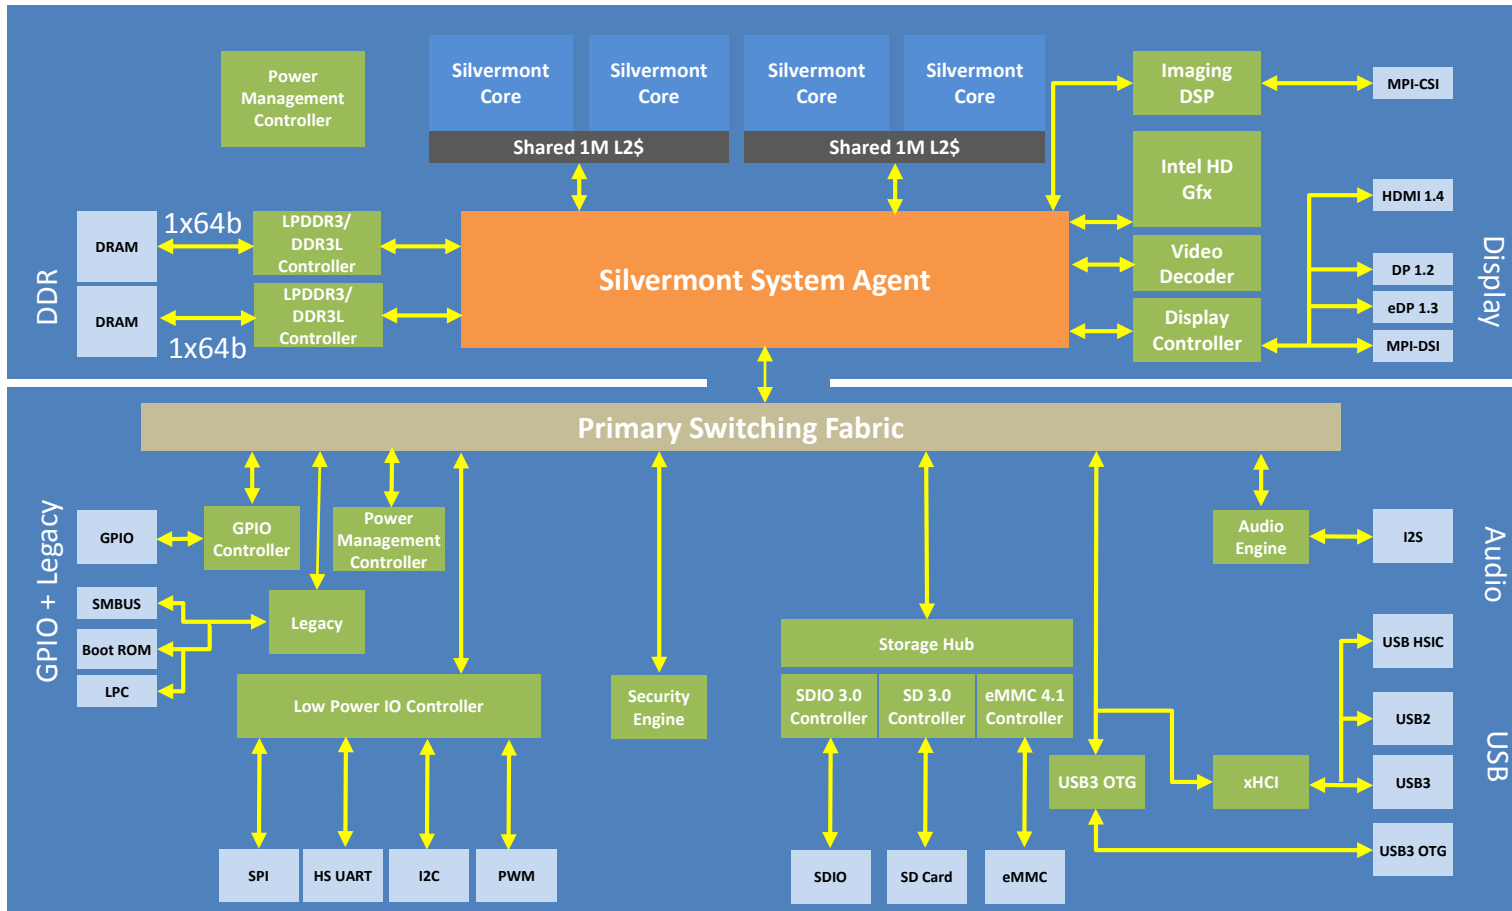 Power
Management
Controller
Silvermont
Core
Silvermont
Core
Shared 1M L2$
Silvermont
Core
Silvermont
Core
Shared 1M L2$
Imaging
DSP
MPI-CSI
Intel HD
Gfx
HDMI 1.4
Video
Decoder
DP 1.2
eDP 1.3
Display
Controller
MPI-DSI
Display
DDR
DRAM
1x64b
LPDDR3/
DDR3L
Controller
DRAM
1x64b
LPDDR3/
DDR3L
Controller
Silvermont System Agent
Primary Switching Fabric
GPIO + Legacy
GPIO
GPIO
Controller
Power
Management
Controller
SMBUS
Boot ROM
LPC
Legacy
Low Power IO Controller
SPI
HS UART
I2C
PWM
Security
Engine
Storage Hub
SDIO 3.0
Controller
SD 3.0
Controller
eMMC 4.1
Controller
SDIO
SD Card
eMMC
Audio
Engine
I2S
Audio
USB3 OTG
xHCI
USB HSIC
USB2
USB3
USB3 OTG
USB